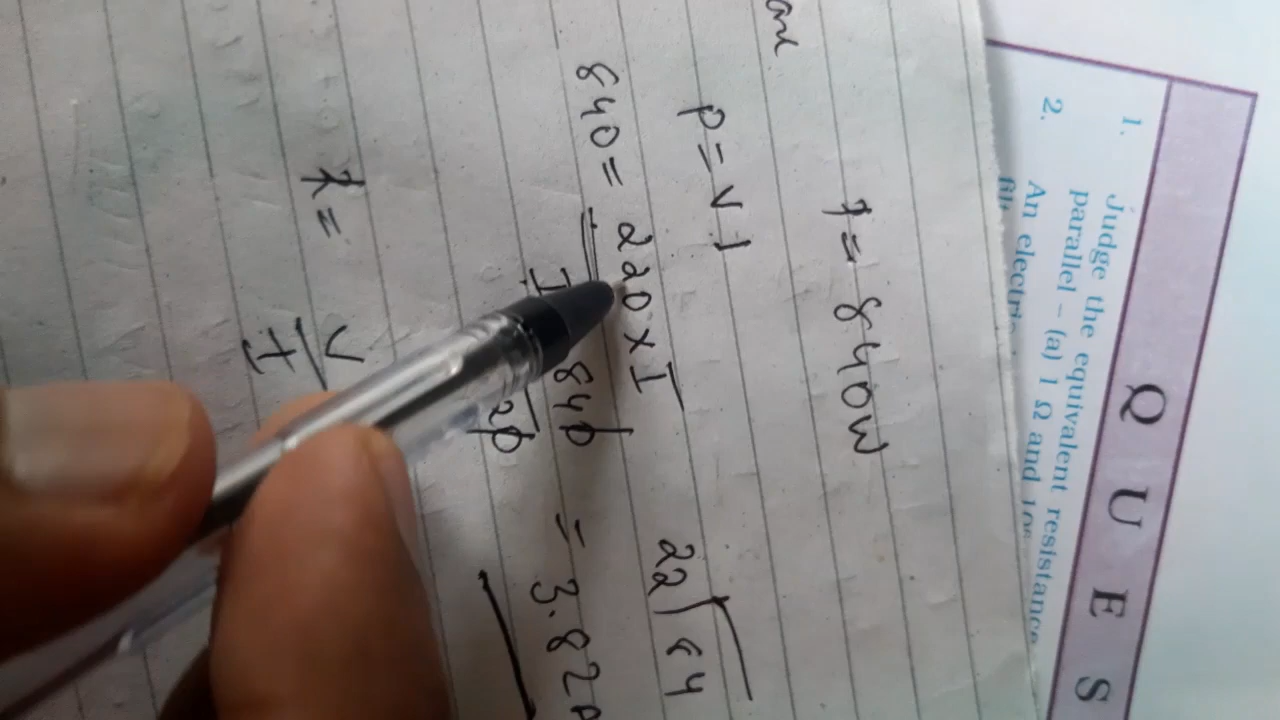 P = 840W
P = VI
840 = 220 × I
I 840 = 3.82A
22 84
R = V
I
QUES
1. Judge the equivalent resistance
parallel – (a) 1 Ω and 10
2. An electric